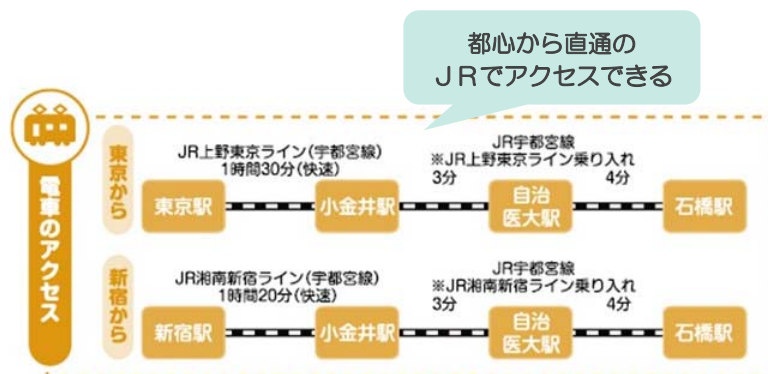 都心から直通の
ＪＲでアクセスできる
電車のアクセス
東京から
JR上野東京ライン(宇都宮線)
1時間30分(快速)
JR宇都宮線
※JR上野東京ライン乗り入れ
3分
4分
東京駅
小金井駅
自治
医大駅
石橋駅
新宿から
JR湘南新宿ライン(宇都宮線)
1時間20分(快速)
JR宇都宮線
※JR湘南新宿ライン乗り入れ
3分
4分
新宿駅
小金井駅
自治
医大駅
石橋駅